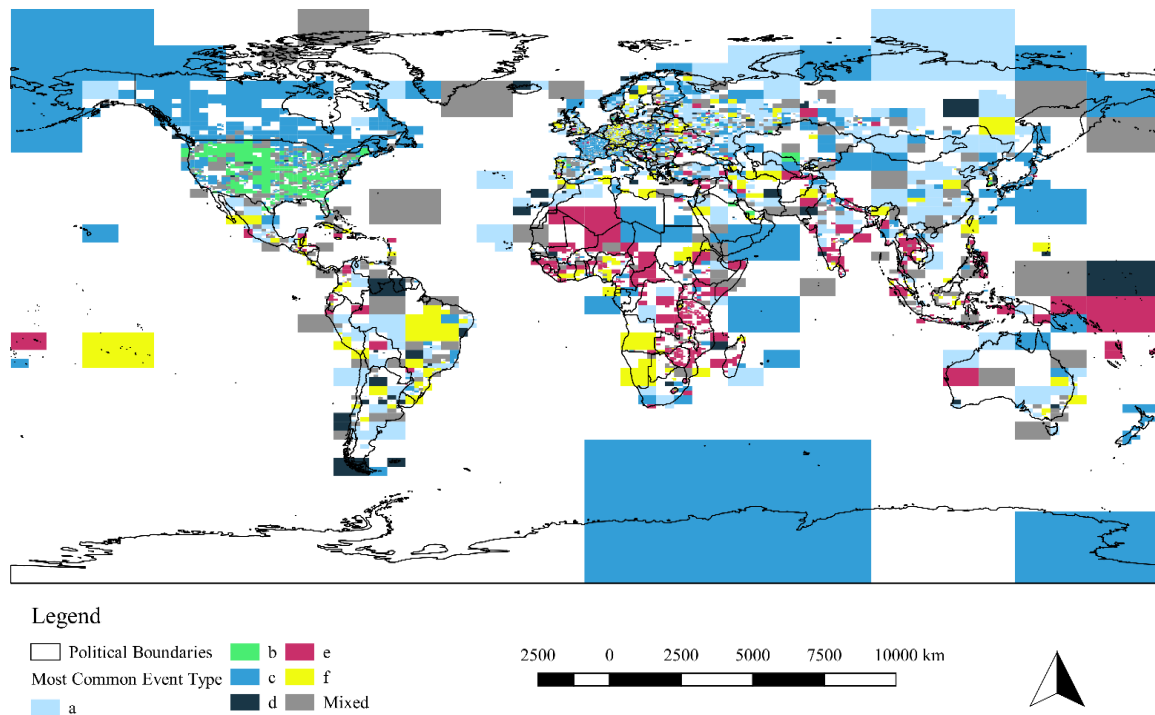 Legend
Political Boundaries
Most Common Event Type
a
b
c
d
e
f
Mixed
2500 0 2500 5000 7500 10000 km